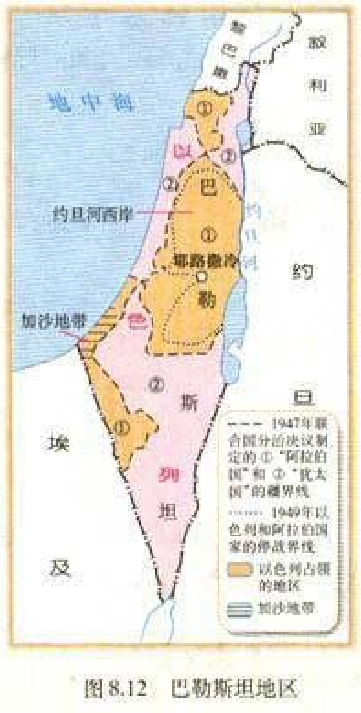 黎巴嫩
叙利亚
地中海
①
以
②
②
巴
约旦河西岸
①
约旦河
耶路撒冷
约
勒
加沙地带
色
②
斯
旦
埃
①
列
坦
及
--- 1947年联
合国分治决议制
定的①“阿拉伯
国”和②“犹太
国”的疆界线
······ 1949年以
色列和阿拉伯国
家的停战界线
以色列占领
的地区
加沙地带
图8.12 巴勒斯坦地区